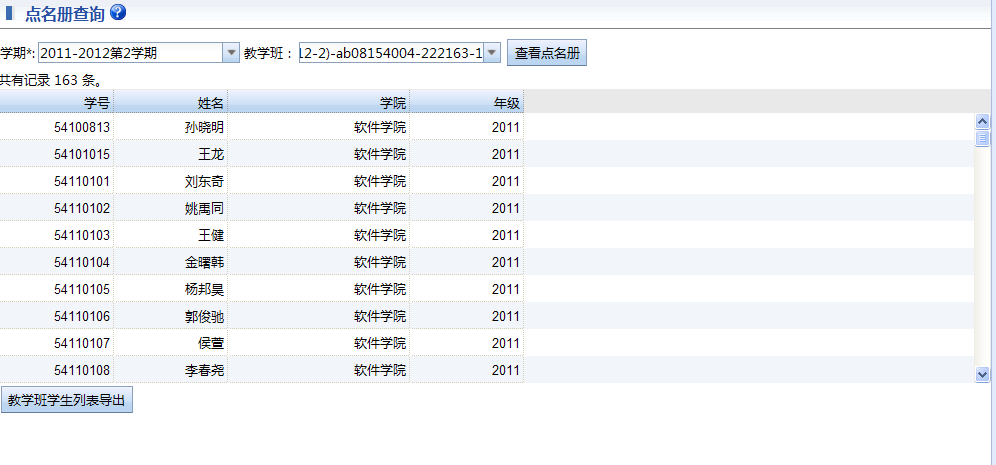 点名册查询
学期*: 2011-2012第2学期 教学班： 12-2)-ab08154004-222163-1 查看点名册
共有记录 163 条。
学号 姓名 学院 年级
54100813 孙晓明 软件学院 2011
54101015 王龙 软件学院 2011
54110101 刘东奇 软件学院 2011
54110102 姚禹同 软件学院 2011
54110103 王健 软件学院 2011
54110104 金曙韩 软件学院 2011
54110105 杨邦昊 软件学院 2011
54110106 郭俊驰 软件学院 2011
54110107 侯萱 软件学院 2011
54110108 李春尧 软件学院 2011
教学班学生列表导出